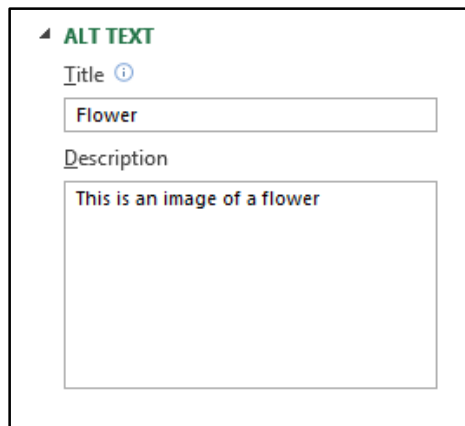 ALT TEXT
Title
Flower
Description
This is an image of a flower